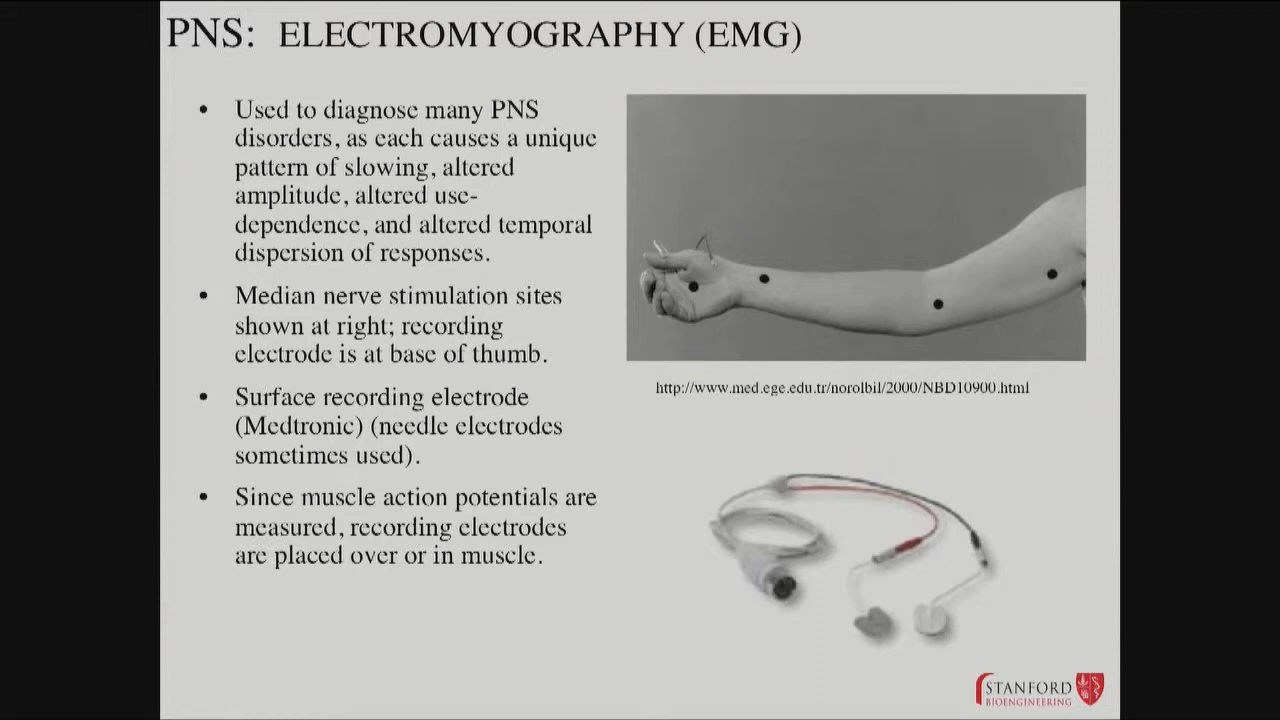 PNS: ELECTROMYOGRAPHY (EMG)
• Used to diagnose many PNS
disorders, as each causes a unique
pattern of slowing, altered
amplitude, altered use-
dependence, and altered temporal
dispersion of responses.
• Median nerve stimulation sites
shown at right; recording
electrode is at base of thumb.
• Surface recording electrode
(Medtronic) (needle electrodes
sometimes used).
• Since muscle action potentials are
measured, recording electrodes
are placed over or in muscle.
http://www.med.ege.edu.tr/norolbil/2000/NBD10900.html
STANFORD
BIOENGINEERING